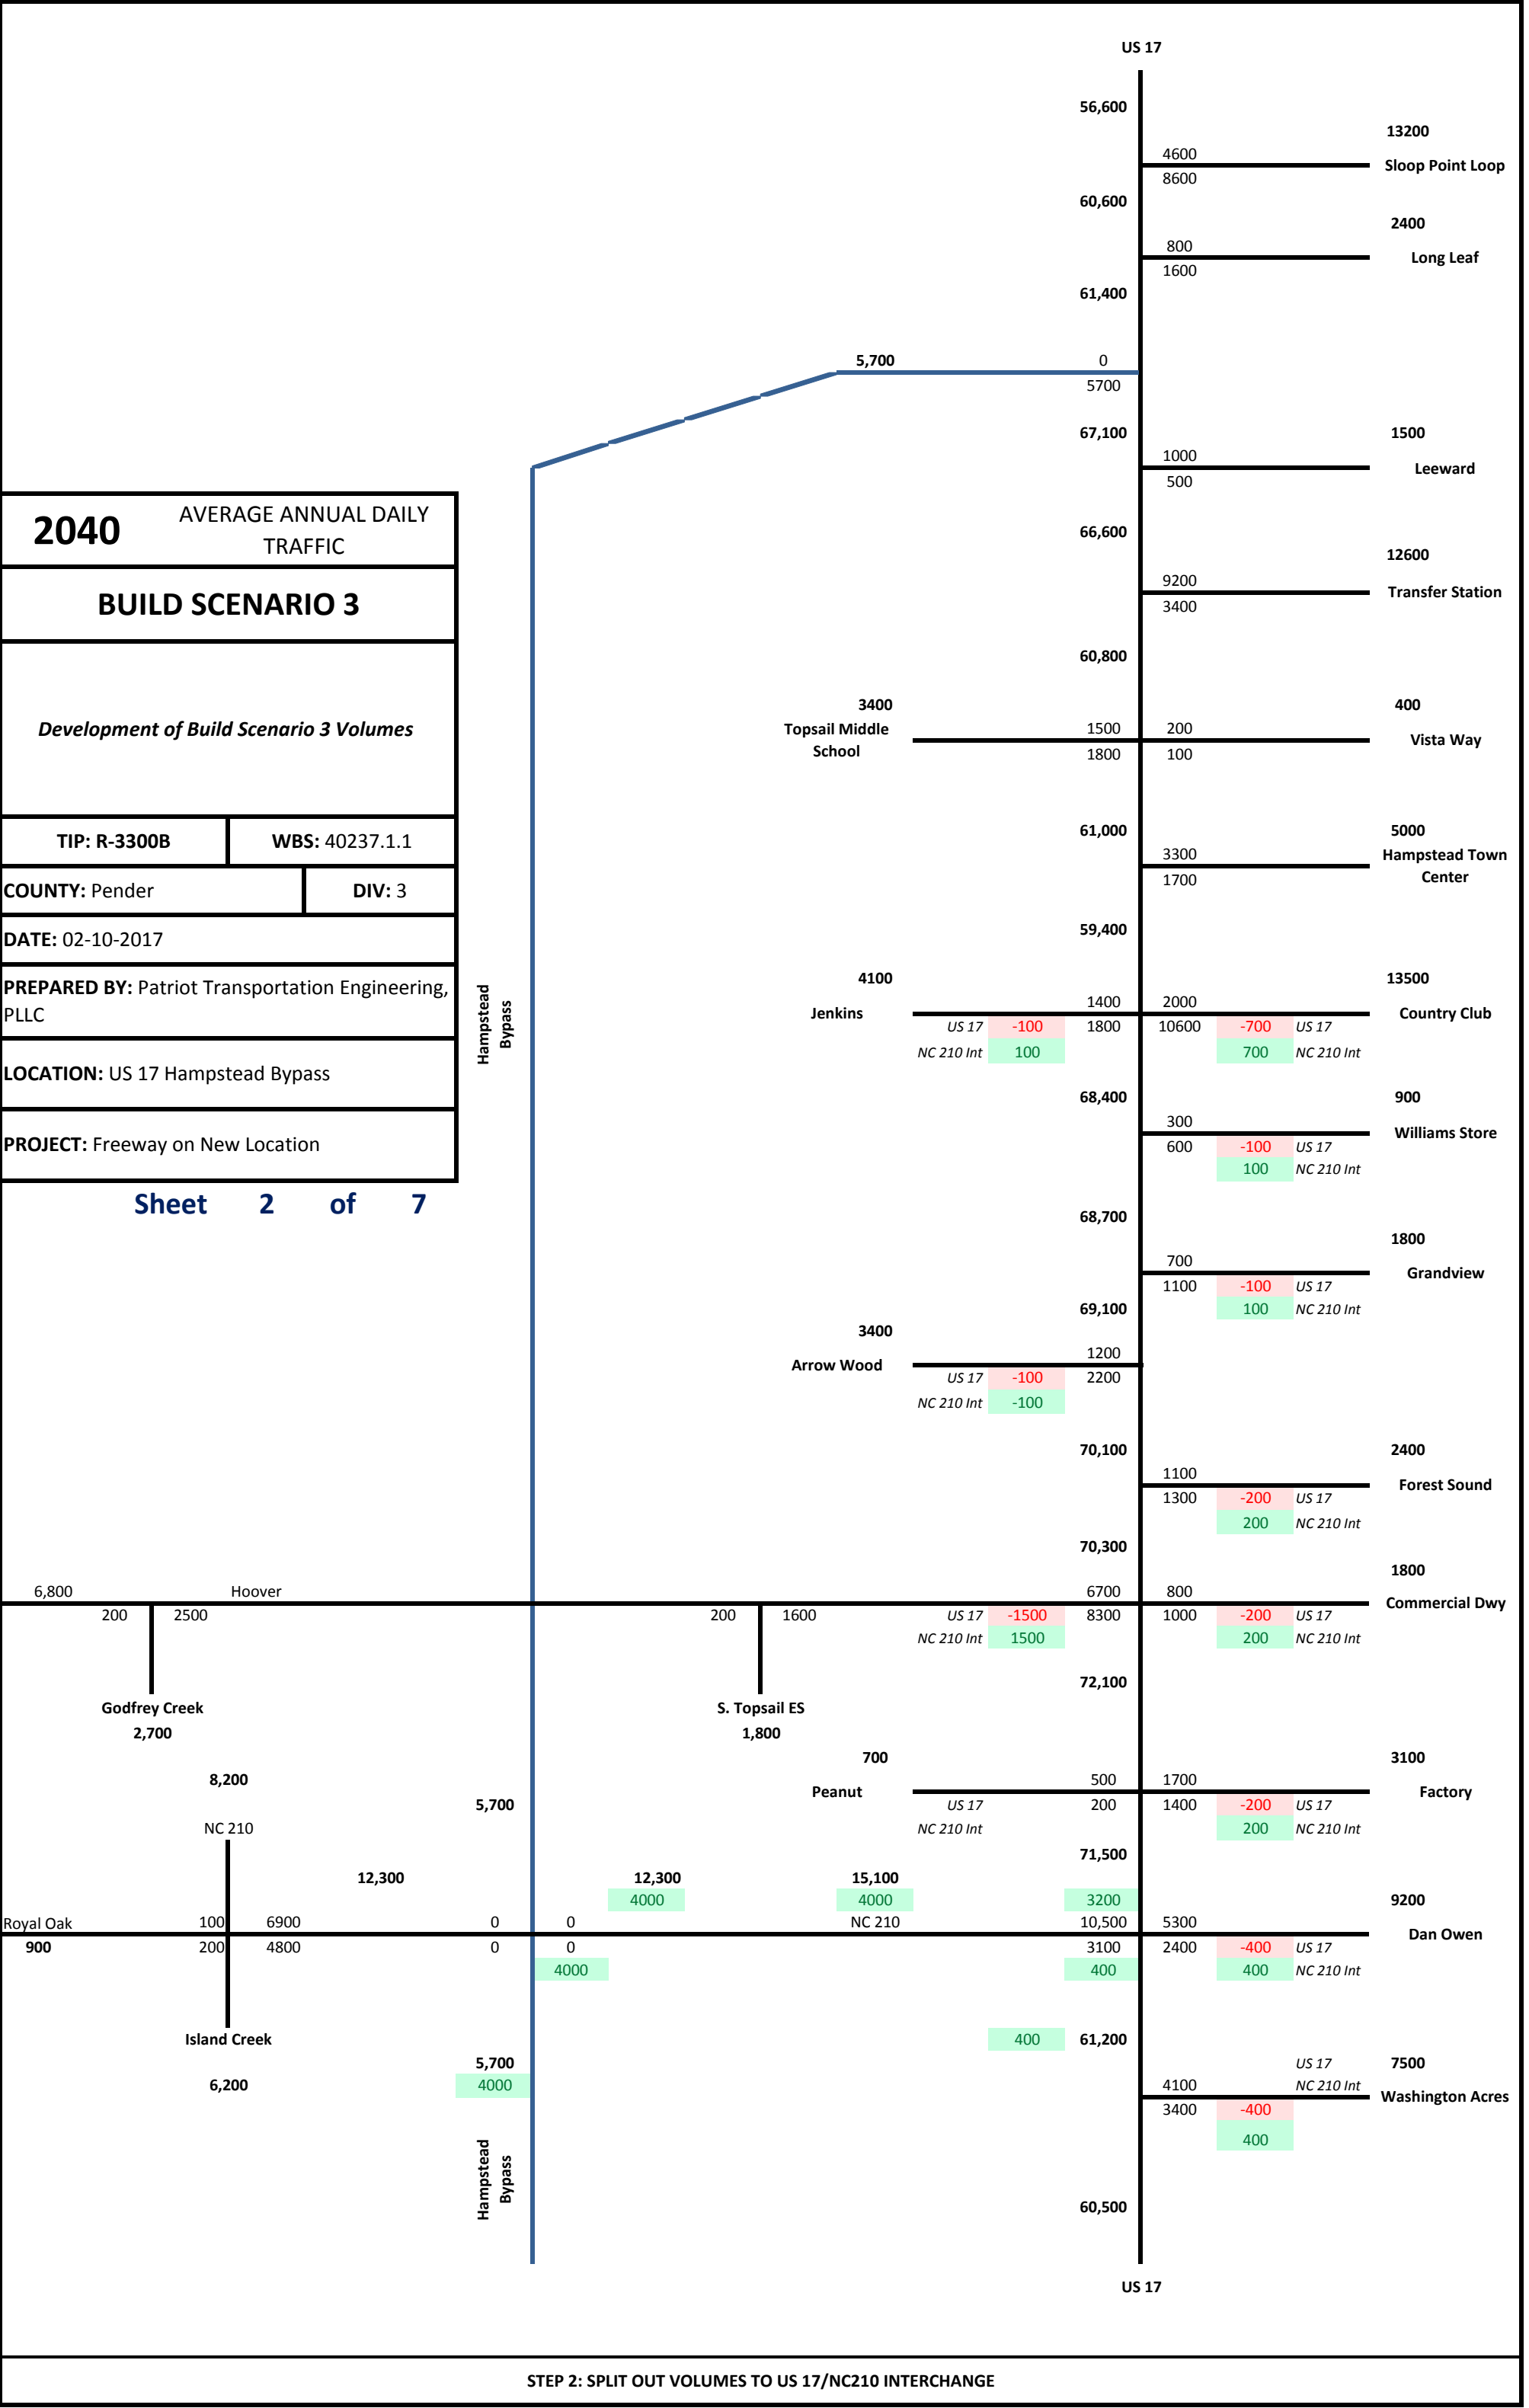 US 17
56,600
13200
4600
Sloop Point Loop
8600
60,600
2400
800
Long Leaf
1600
61,400
5,700 0
5700
67,100
1500
1000
Leeward
500
2040 AVERAGE ANNUAL DAILY
TRAFFIC
BUILD SCENARIO 3
Development of Build Scenario 3 Volumes
TIP: R-3300B WBS: 40237.1.1
COUNTY: Pender DIV: 3
DATE: 02-10-2017
PREPARED BY: Patriot Transportation Engineering,
PLLC
LOCATION: US 17 Hampstead Bypass
PROJECT: Freeway on New Location
Sheet 2 of 7
Hampstead
Bypass
66,600
12600
9200
Transfer Station
3400
60,800
3400 400
Topsail Middle
School
1500 200
Vista Way
1800 100
61,000
5000
3300
Hampstead Town
Center
1700
59,400
4100 13500
1400 2000
Jenkins Country Club
US 17 -100 1800 10600 -700 US 17
NC 210 Int 100 700 NC 210 Int
68,400
900
300
Williams Store
600 -100 US 17
100 NC 210 Int
68,700
1800
700
Grandview
1100 -100 US 17
69,100 100 NC 210 Int
3400
1200
Arrow Wood
US 17 -100 2200
NC 210 Int -100
70,100
2400
1100
Forest Sound
1300 -200 US 17
200 NC 210 Int
70,300
1800
6,800 Hoover 6700 800
Commercial Dwy
200 2500 200 1600 US 17 -1500 8300 1000 -200 US 17
NC 210 Int 1500 200 NC 210 Int
72,100
Godfrey Creek S. Topsail ES
2,700 1,800
700 3100
8,200 500 1700
Peanut Factory
5,700 US 17 200 1400 -200 US 17
NC 210 NC 210 Int 200 NC 210 Int
71,500
12,300 12,300 15,100
4000 4000 3200 9200
Royal Oak 100 6900 0 0 NC 210 10,500 5300
Dan Owen
900 200 4800 0 0 3100 2400 -400 US 17
4000 400 400 NC 210 Int
Island Creek 400 61,200
5,700 US 17 7500
6,200 4000 4100 NC 210 Int
Washington Acres
3400 -400
400
Hampstead
Bypass
60,500
US 17
STEP 2: SPLIT OUT VOLUMES TO US 17/NC210 INTERCHANGE